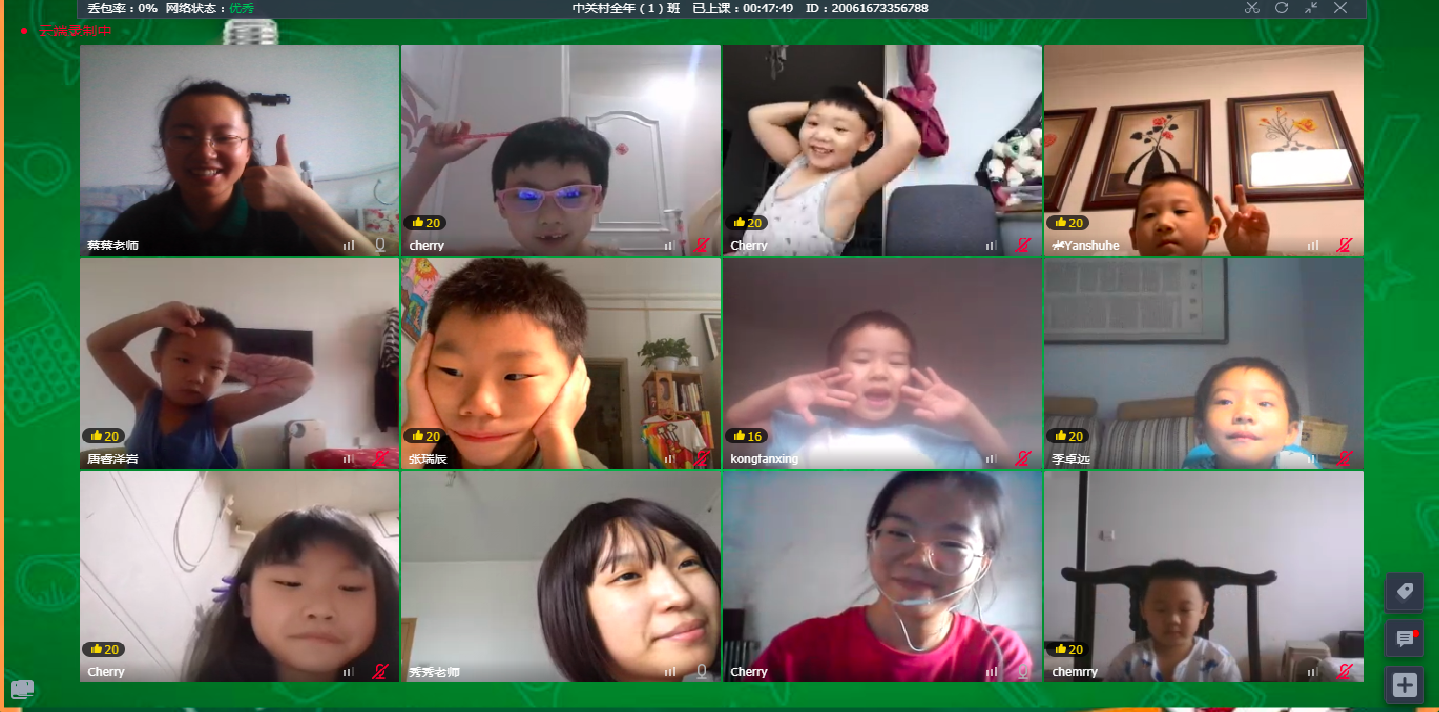 丢包率：0% 网络状态：优秀
中关村全年（1）班 已上课：00:47:49 ID：20061673356788
云端录制中
蔡蔡老师
20
cherry
20
Cherry
20
Yanshuhe
20
唐睿泽岩
20
张瑞辰
16
kongfanxing
20
李卓远
20
Cherry
秀秀老师
Cherry
20
chemrry